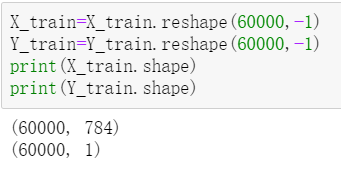 X_train=X_train.reshape(60000,-1)
Y_train=Y_train.reshape(60000,-1)
print(X_train.shape)
print(Y_train.shape)
(60000, 784)
(60000, 1)